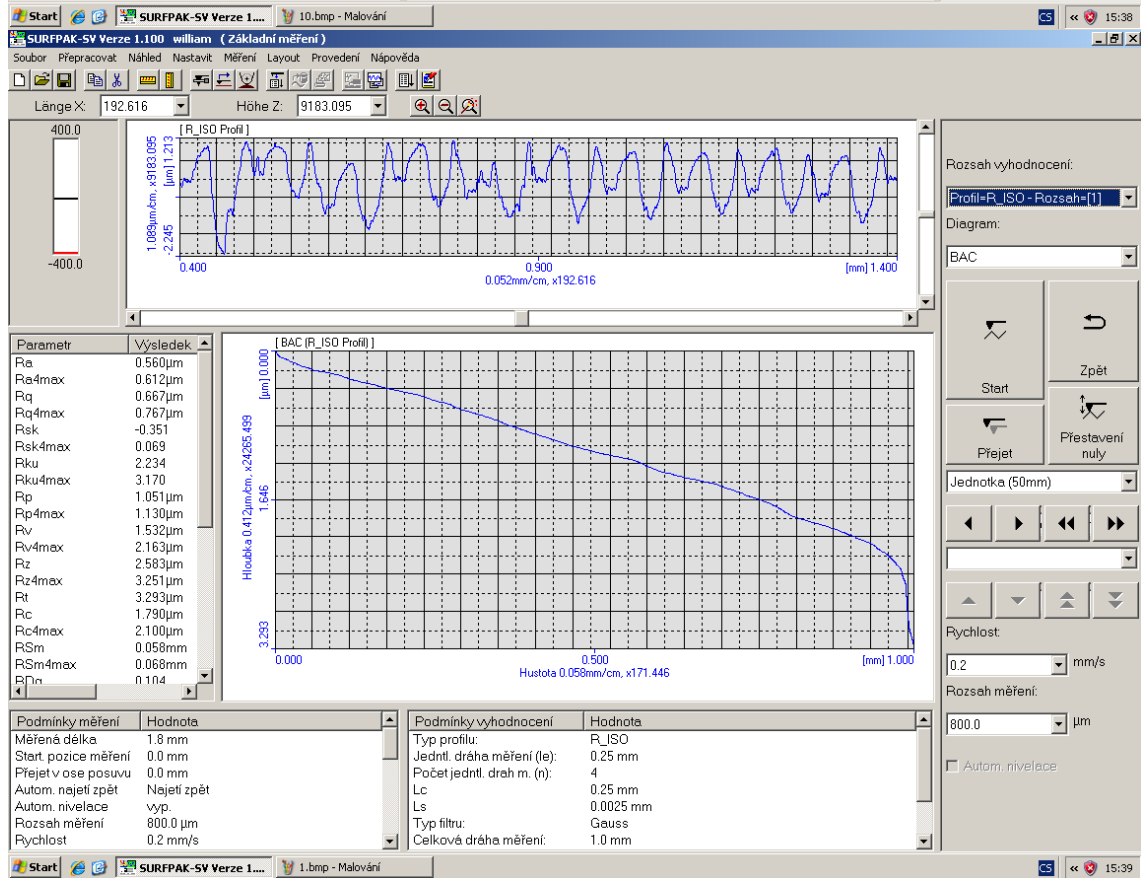 Start SURFPAK-SV Verze 1.... 10.bmp - Malování CS « 15:38
SURFPAK-SV Verze 1.100 william ( Základní měření )
Soubor Přepracovat Náhled Nastavit Měření Layout Provedení Nápověda
Länge X: 192.616 Höhe Z: 9183.095
400.0
-400.0
[ R_ISO Profil ]
1.089µm/cm, x9183.095
-2.245 [µm] 1.213
0.400 0.900 [mm] 1.400
0.052mm/cm, x192.616
Parametr Výsledek
Ra 0.560µm
Ra4max 0.612µm
Rq 0.667µm
Rq4max 0.767µm
Rsk -0.351
Rsk4max 0.069
Rku 2.234
Rku4max 3.170
Rp 1.051µm
Rp4max 1.130µm
Rv 1.532µm
Rv4max 2.163µm
Rz 2.583µm
Rz4max 3.251µm
Rt 3.293µm
Rc 1.790µm
Rc4max 2.100µm
RSm 0.058mm
RSm4max 0.068mm
RDq 0.104
[ BAC (R_ISO Profil) ]
Hloubka 0.412µm/cm, x24265.499
3.293 1.646 [µm] 0.000
0.000 0.500 [mm] 1.000
Hustota 0.058mm/cm, x171.446
Podmínky měření Hodnota
Měřená délka 1.8 mm
Start. pozice měření 0.0 mm
Přejet v ose posuvu 0.0 mm
Autom. najetí zpět Najetí zpět
Autom. nivelace vyp.
Rozsah měření 800.0 µm
Rychlost 0.2 mm/s
Podmínky vyhodnocení Hodnota
Typ profilu: R_ISO
Jedntl. dráha měření (le): 0.25 mm
Počet jedntl. drah m. (n): 4
Lc 0.25 mm
Ls 0.0025 mm
Typ filtru: Gauss
Celková dráha měření: 1.0 mm
Rozsah vyhodnocení:
Profil=R_ISO - Rozsah=[1]
Diagram:
BAC
Start
Zpět
Přejet
Přestavení
nuly
Jednotka (50mm)
Rychlost:
0.2 mm/s
Rozsah měření:
800.0 µm
Autom. nivelace
Start SURFPAK-SV Verze 1.... 1.bmp - Malování CS « 15:39